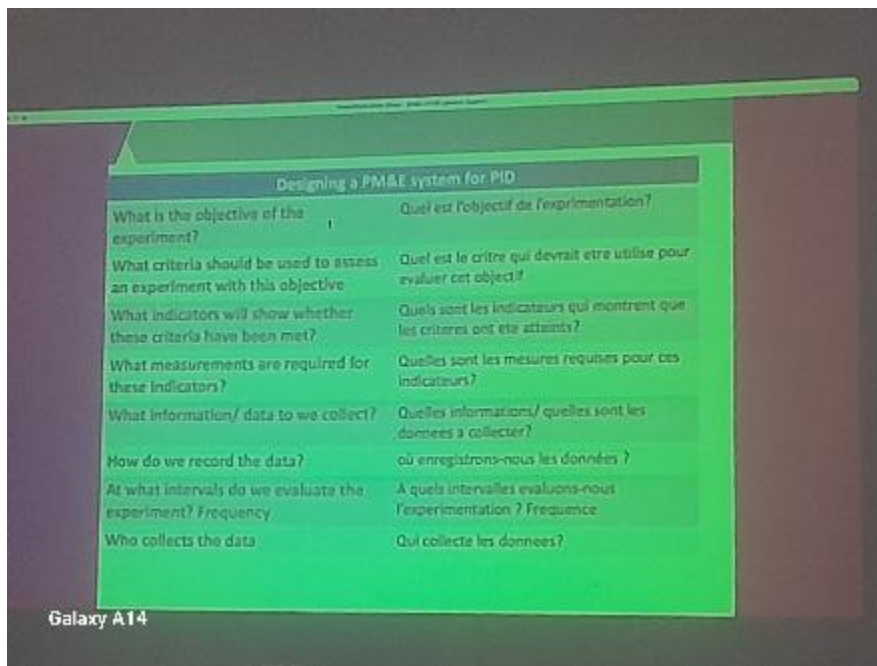 Designing a PM&E system for PID
What is the objective of the
experiment?
Quel est l'objectif de l'exprimentation?
What criteria should be used to assess
an experiment with this objective
Quel est le critre qui devrait etre utilise pour
evaluer cet objectif
What indicators will show whether
these criteria have been met?
Quels sont les indicateurs qui montrent que
les criteres ont ete atteints?
What measurements are required for
these indicators?
Quelles sont les mesures requises pour ces
indicateurs?
What information/ data to we collect?
Quelles informations/ quelles sont les
donnees a collecter?
How do we record the data?
où enregistrons-nous les données ?
At what intervals do we evaluate the
experiment? Frequency
A quels intervalles evaluons-nous
l'experimentation ? Frequence
Who collects the data
Qui collecte les donnees?
Galaxy A14